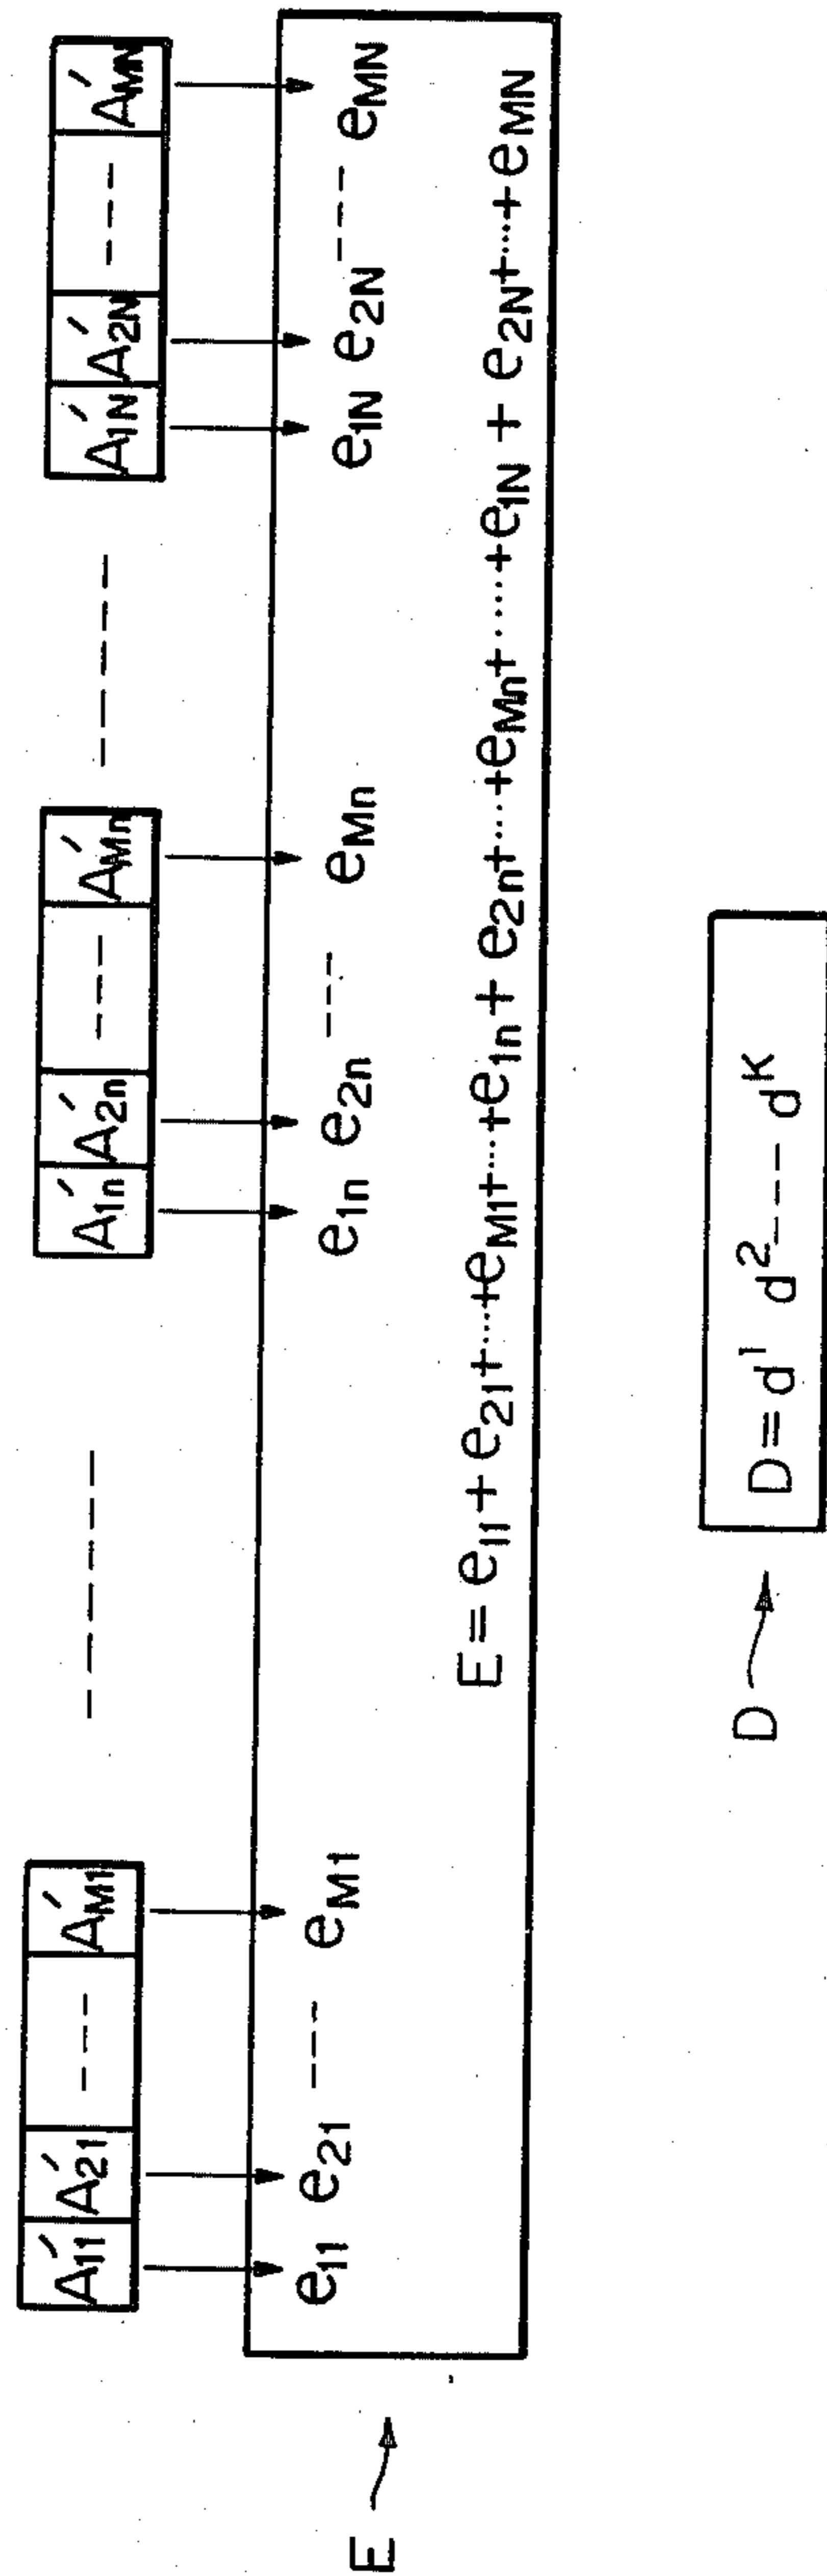 A′11 A′21 --- A′M1 ------ A′1n A′2n --- A′Mn ----- A′1N A′2N --- A′MN
e11 e21 --- eM1 e1n e2n --- eMn e1N e2N --- eMN
E
E = e11 + e21 +...+ eM1 +...+ e1n + e2n +...+ eMn +.....+ e1N + e2N +...+ eMN
D
D = d1 d2 --- dK